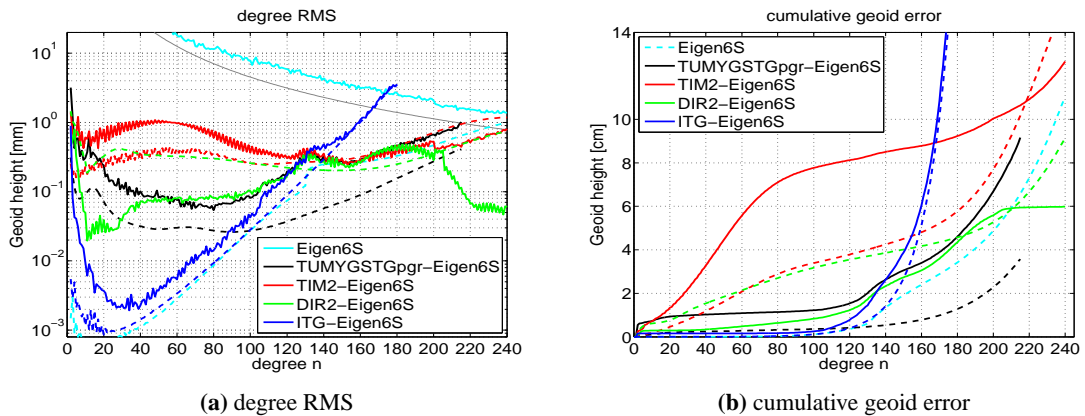 degree RMS
Geoid height [mm]
10^1
10^0
10^-1
10^-2
10^-3
0 20 40 60 80 100 120 140 160 180 200 220 240
degree n
Eigen6S
TUMYGSTGpgr−Eigen6S
TIM2−Eigen6S
DIR2−Eigen6S
ITG−Eigen6S
(a) degree RMS
cumulative geoid error
Geoid height [cm]
14
12
10
8
6
4
2
0
0 20 40 60 80 100 120 140 160 180 200 220 240
degree n
Eigen6S
TUMYGSTGpgr−Eigen6S
TIM2−Eigen6S
DIR2−Eigen6S
ITG−Eigen6S
(b) cumulative geoid error